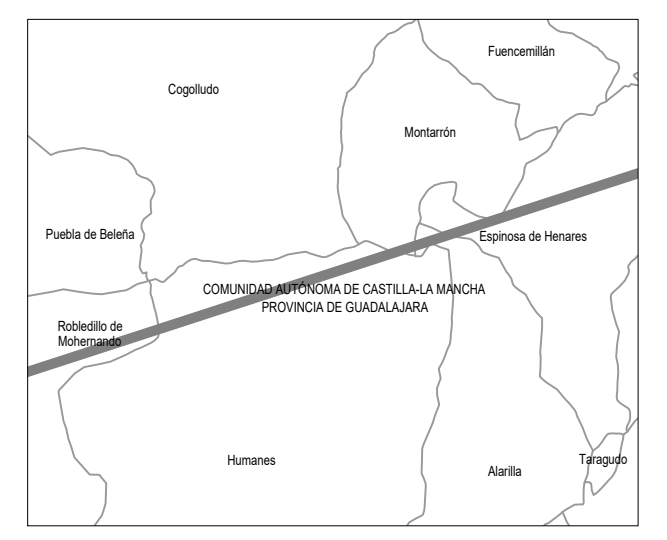 Fuencemillán
Cogolludo
Montarrón
Puebla de Beleña
Espinosa de Henares
COMUNIDAD AUTÓNOMA DE CASTILLA-LA MANCHA
PROVINCIA DE GUADALAJARA
Robledillo de
Mohernando
Humanes
Taragudo
Alarilla